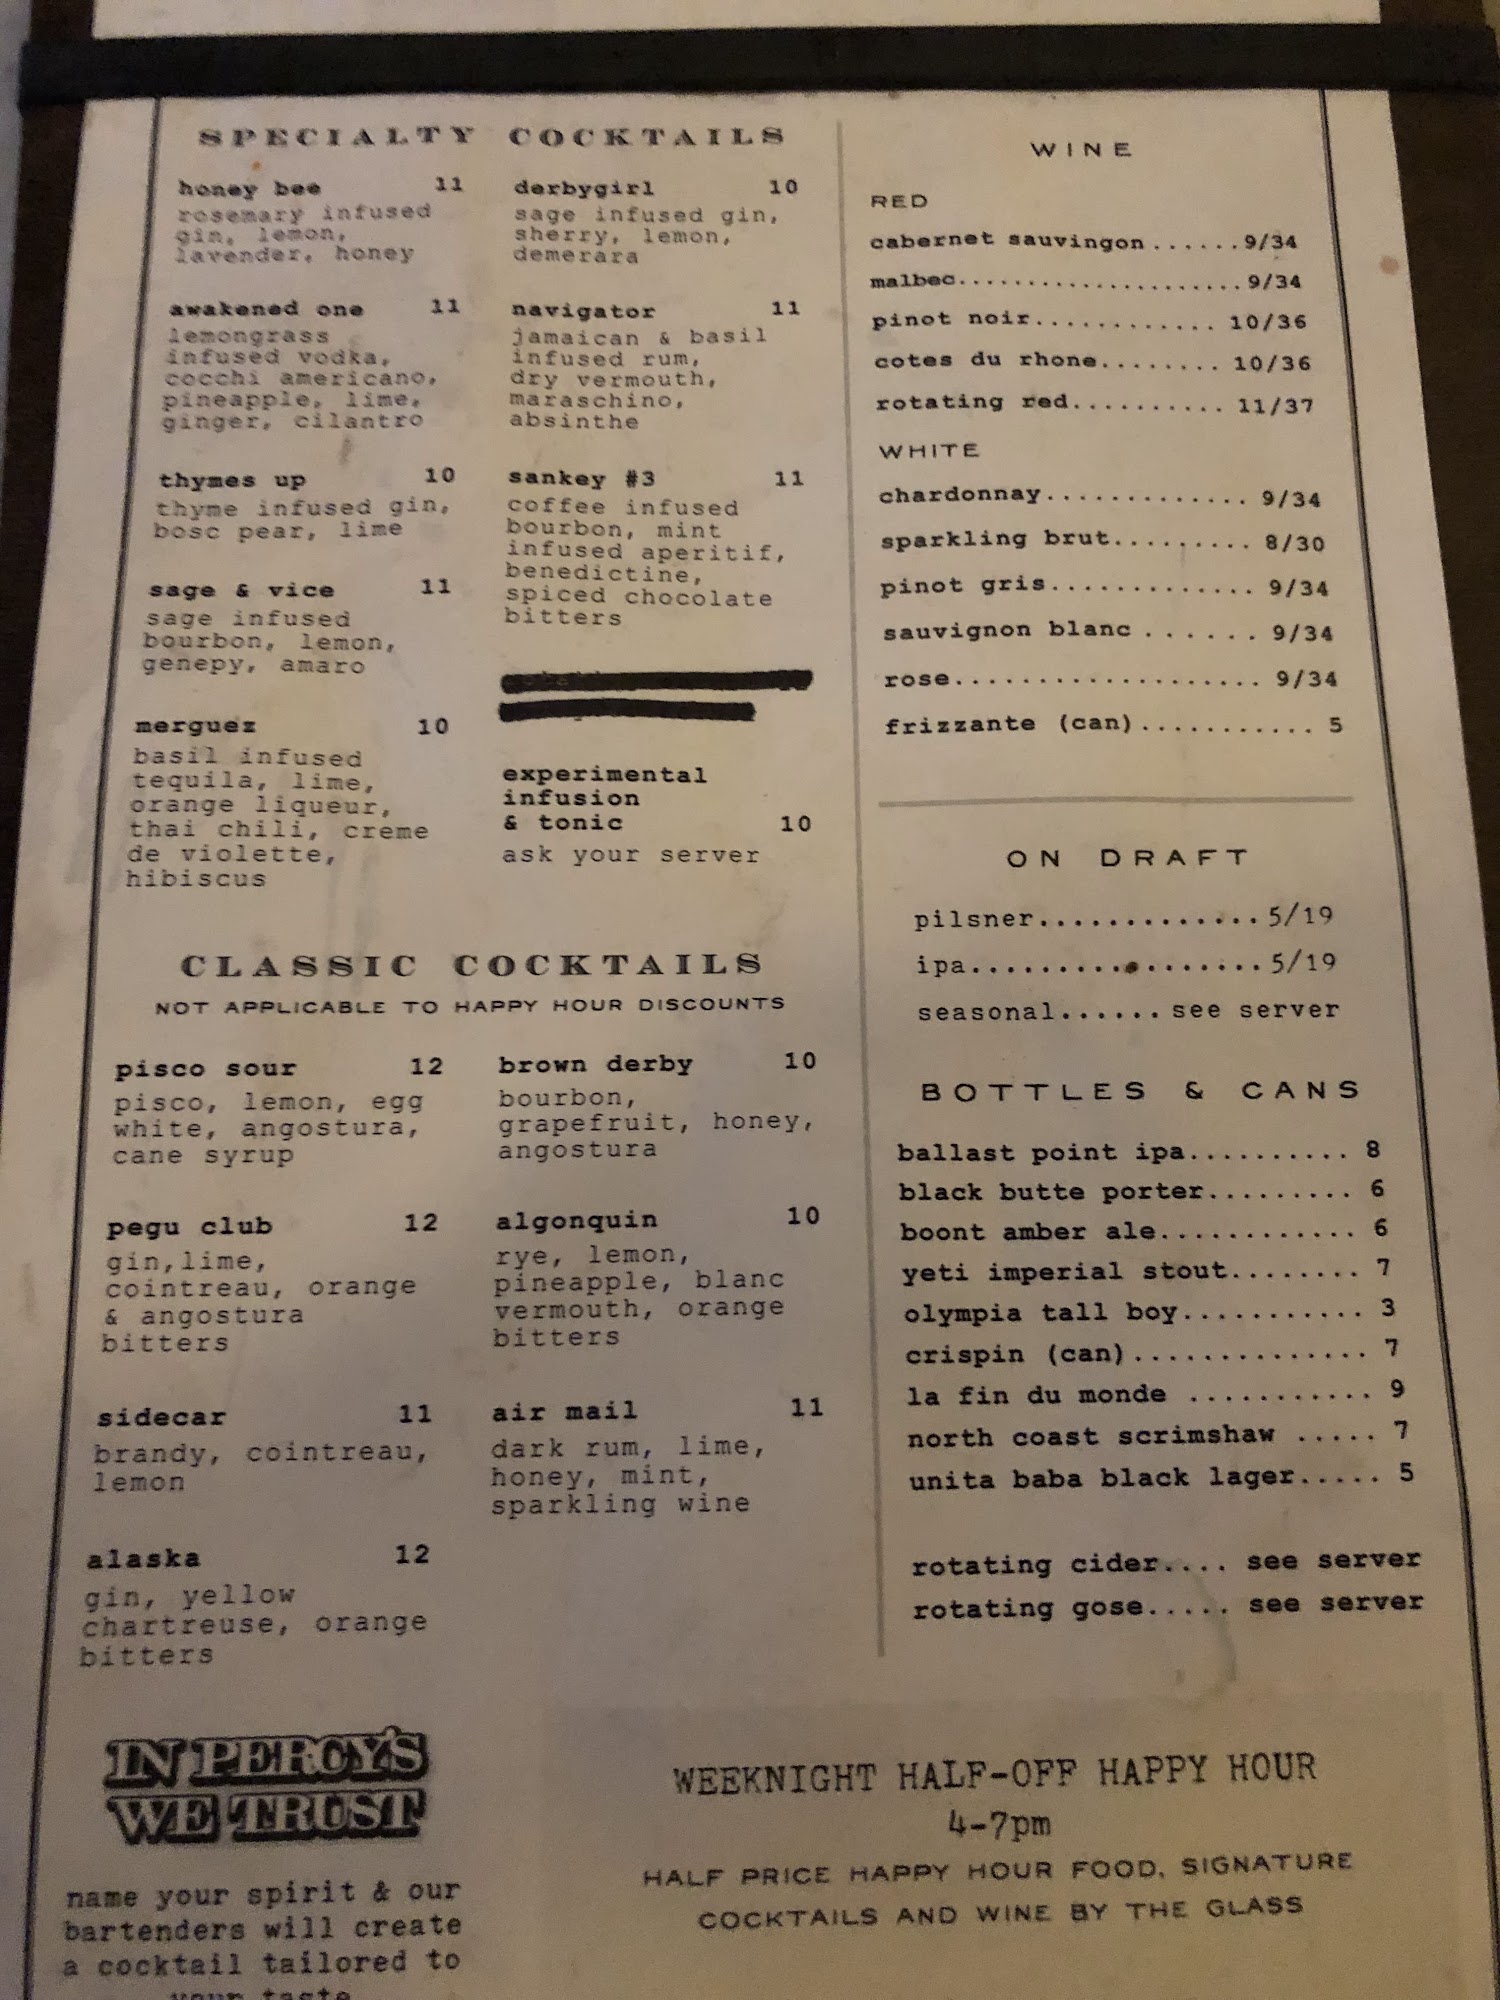 SPECIALTY COCKTAILS
honey bee 11
rosemary infused
gin, lemon,
lavender, honey
awakened one 11
lemongrass
infused vodka,
cocchi americano,
pineapple, lime,
ginger, cilantro
thymes up 10
thyme infused gin,
bosc pear, lime
sage & vice 11
sage infused
bourbon, lemon,
genepy, amaro
merguez 10
basil infused
tequila, lime,
orange liqueur,
thai chili, creme
de violette,
hibiscus
derbygirl 10
sage infused gin,
sherry, lemon,
demerara
navigator 11
jamaican & basil
infused rum,
dry vermouth,
maraschino,
absinthe
sankey #3 11
coffee infused
bourbon, mint
infused aperitif,
benedictine,
spiced chocolate
bitters
experimental
infusion
& tonic 10
ask your server
CLASSIC COCKTAILS
NOT APPLICABLE TO HAPPY HOUR DISCOUNTS
pisco sour 12
pisco, lemon, egg
white, angostura,
cane syrup
pegu club 12
gin,lime,
cointreau, orange
& angostura
bitters
sidecar 11
brandy, cointreau,
lemon
alaska 12
gin, yellow
chartreuse, orange
bitters
brown derby 10
bourbon,
grapefruit, honey,
angostura
algonquin 10
rye, lemon,
pineapple, blanc
vermouth, orange
bitters
air mail 11
dark rum, lime,
honey, mint,
sparkling wine
WINE
RED
cabernet sauvingon......9/34
malbec.....................9/34
pinot noir............10/36
cotes du rhone........10/36
rotating red..........11/37
WHITE
chardonnay.............9/34
sparkling brut.........8/30
pinot gris.............9/34
sauvignon blanc ......9/34
rose...................9/34
frizzante (can)...........5
ON DRAFT
pilsner.............5/19
ipa.................5/19
seasonal......see server
BOTTLES & CANS
ballast point ipa..........8
black butte porter.........6
boont amber ale............6
yeti imperial stout........7
olympia tall boy...........3
crispin (can)..............7
la fin du monde ...........9
north coast scrimshaw .....7
unita baba black lager.....5
rotating cider....see server
rotating gose.....see server
IN PERCY'S
WE TRUST
name your spirit & our
bartenders will create
a cocktail tailored to
your taste
WEEKNIGHT HALF-OFF HAPPY HOUR
4-7pm
HALF PRICE HAPPY HOUR FOOD, SIGNATURE
COCKTAILS AND WINE BY THE GLASS